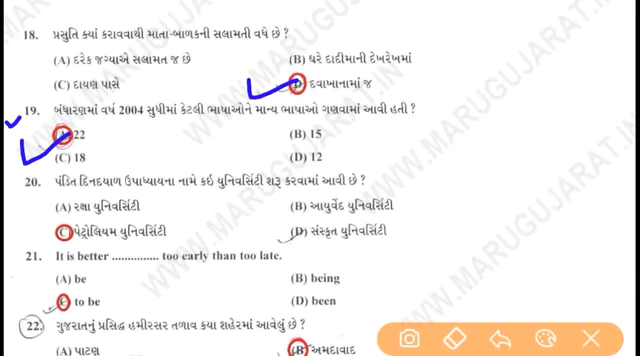 18. પ્રસુતિ ક્યાં કરાવવાથી માતા-બાળકની સલામતી વધે છે ?
(A) દરેક જગ્યાએ સલામત જ છે (B) ઘરે દાદીમાની દેખરેખમાં
(C) દાયણ પાસે (D) દવાખાનામાં જ
19. બંધારણમાં વર્ષ 2004 સુધીમાં કેટલી ભાષાઓને માન્ય ભાષાઓ ગણવામાં આવી હતી ?
(A) 22 (B) 15
(C) 18 (D) 12
20. પંડિત દિનદયાળ ઉપાધ્યાયના નામે કઇ યુનિવર્સિટી શરૂ કરવામાં આવી છે ?
(A) રક્ષા યુનિવર્સિટી (B) આયુર્વેદ યુનિવર્સિટી
(C) પેટ્રોલિયમ યુનિવર્સિટી (D) સંસ્કૃત યુનિવર્સિટી
21. It is better ............... too early than too late.
(A) be (B) being
(C) to be (D) been
22. ગુજરાતનું પ્રસિદ્ધ હમીરસર તળાવ કયા શહેરમાં આવેલું છે ?
(A) પાટણ (B) અમદાવાદ
WWW.MARUGUJARAT.IN